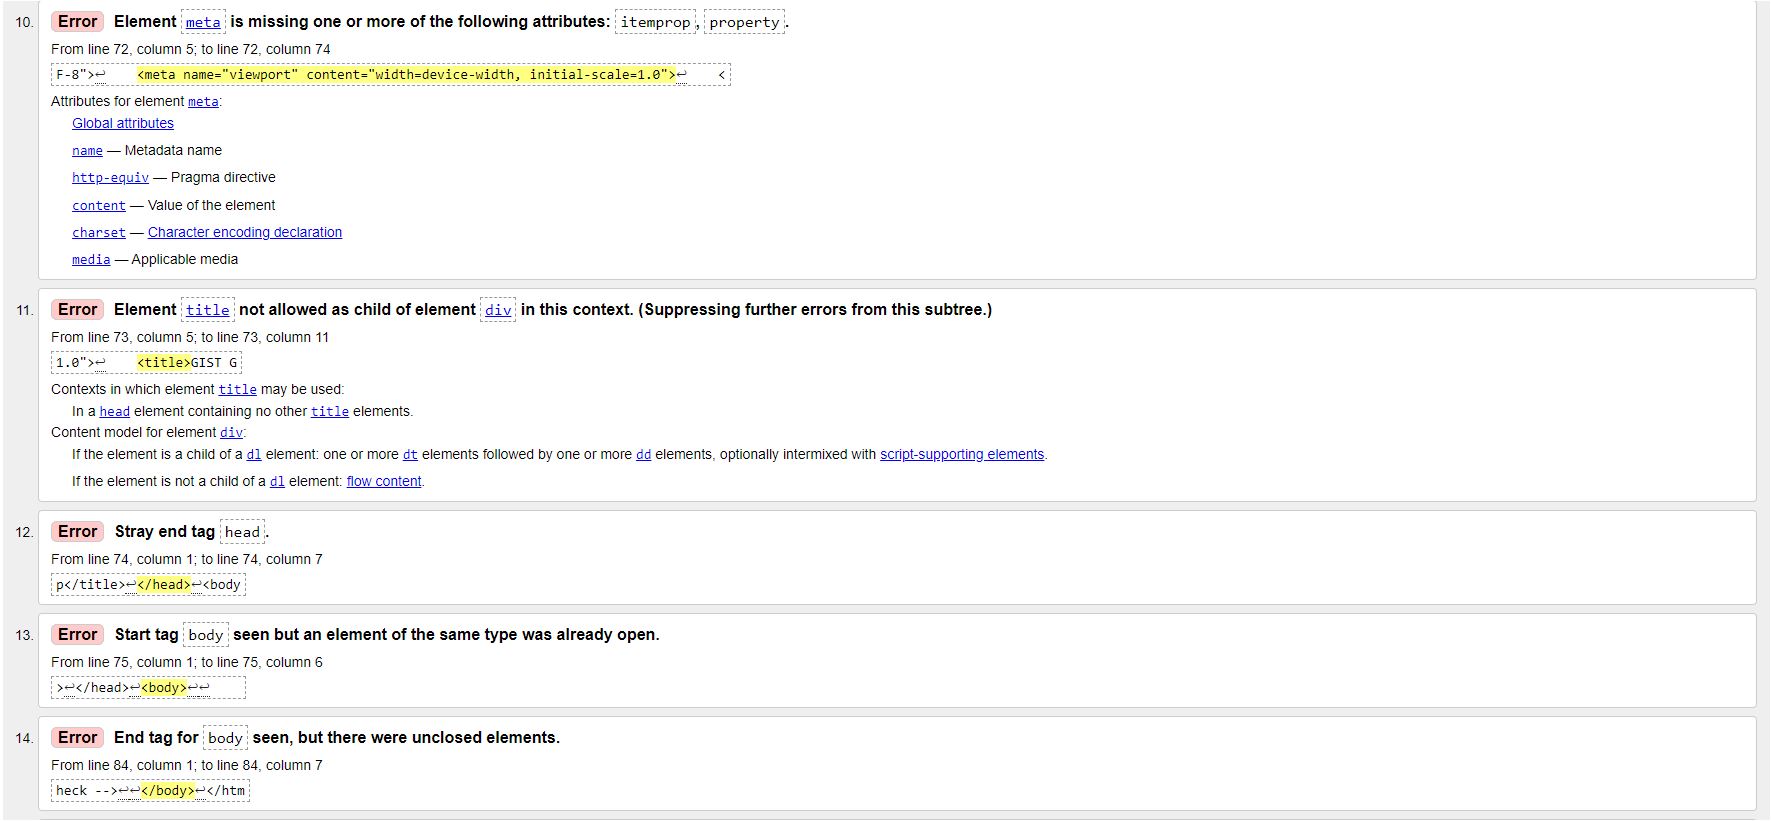 10. Error Element meta is missing one or more of the following attributes: itemprop, property.
From line 72, column 5; to line 72, column 74
F-8">↩    <meta name="viewport" content="width=device-width, initial-scale=1.0">↩    <
Attributes for element meta:
Global attributes
name — Metadata name
http-equiv — Pragma directive
content — Value of the element
charset — Character encoding declaration
media — Applicable media
11. Error Element title not allowed as child of element div in this context. (Suppressing further errors from this subtree.)
From line 73, column 5; to line 73, column 11
1.0">↩    <title>GIST G
Contexts in which element title may be used:
In a head element containing no other title elements.
Content model for element div:
If the element is a child of a dl element: one or more dt elements followed by one or more dd elements, optionally intermixed with script-supporting elements.
If the element is not a child of a dl element: flow content.
12. Error Stray end tag head.
From line 74, column 1; to line 74, column 7
p</title>↩</head>↩<body
13. Error Start tag body seen but an element of the same type was already open.
From line 75, column 1; to line 75, column 6
>↩</head>↩<body>↩↩
14. Error End tag for body seen, but there were unclosed elements.
From line 84, column 1; to line 84, column 7
heck -->↩↩</body>↩</htm